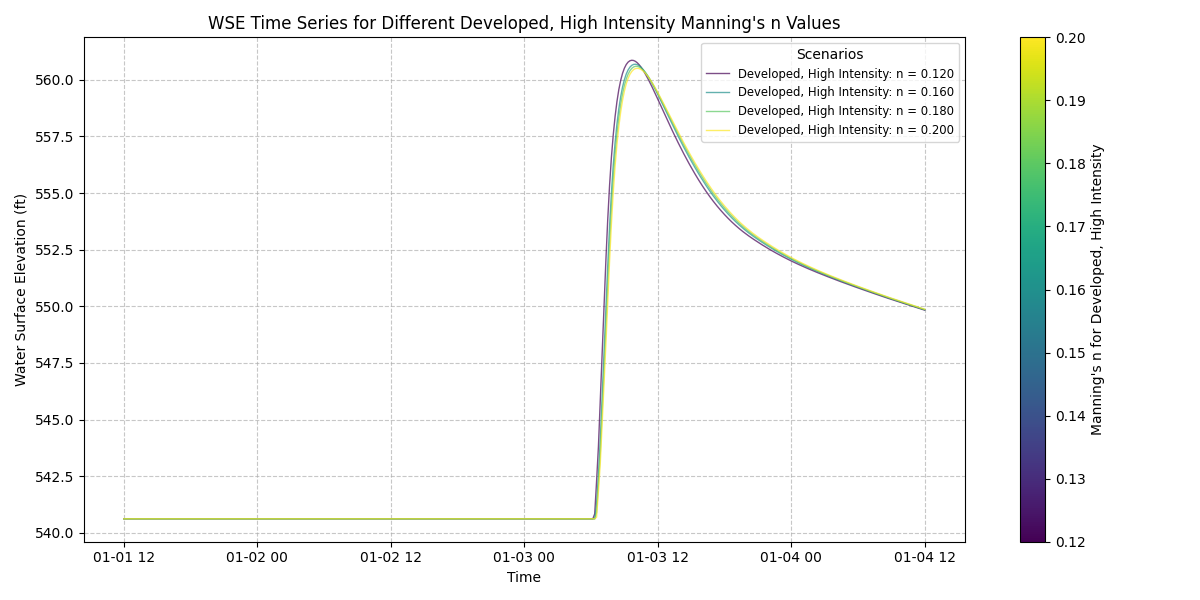 WSE Time Series for Different Developed, High Intensity Manning's n Values
Water Surface Elevation (ft)
560.0
557.5
555.0
552.5
550.0
547.5
545.0
542.5
540.0
Scenarios
Developed, High Intensity: n = 0.120
Developed, High Intensity: n = 0.160
Developed, High Intensity: n = 0.180
Developed, High Intensity: n = 0.200
01-01 12
01-02 00
01-02 12
01-03 00
01-03 12
01-04 00
01-04 12
Time
0.20
0.19
0.18
0.17
0.16
0.15
0.14
0.13
0.12
Manning's n for Developed, High Intensity